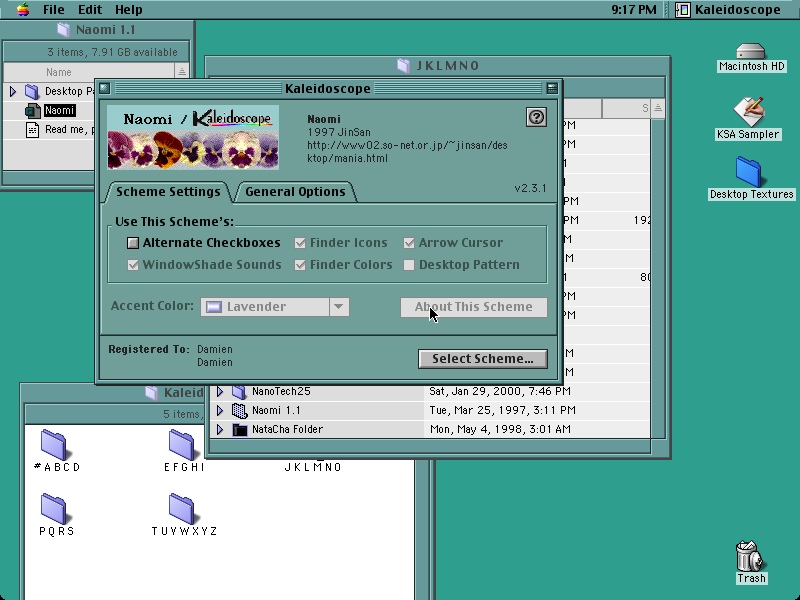 File Edit Help
9:17 PM Kaleidoscope
Naomi 1.1
3 items, 7.91 GB available
Name
Desktop Pa
Naomi
Read me, p
JKLMNO
S
PM
PM
PM
PM 192
M
M
80
PM
PM
PM
M
NanoTech25 Sat, Jan 29, 2000, 7:46 PM
Naomi 1.1 Tue, Mar 25, 1997, 3:11 PM
NataCha Folder Mon, May 4, 1998, 3:01 AM
Kaleidoscope
Naomi / Kaleidoscope
Naomi
1997 JinSan
http://www02.so-net.or.jp/~jinsan/des
ktop/mania.html
?
v2.3.1
Scheme Settings General Options
Use This Scheme's:
Alternate Checkboxes Finder Icons Arrow Cursor
WindowShade Sounds Finder Colors Desktop Pattern
Accent Color: Lavender About This Scheme
Registered To: Damien
Damien
Select Scheme...
Kaleid
5 items,
#ABCD EFGHI JKLMNO
PQRS TUVWXYZ
Macintosh HD
KSA Sampler
Desktop Textures
Trash